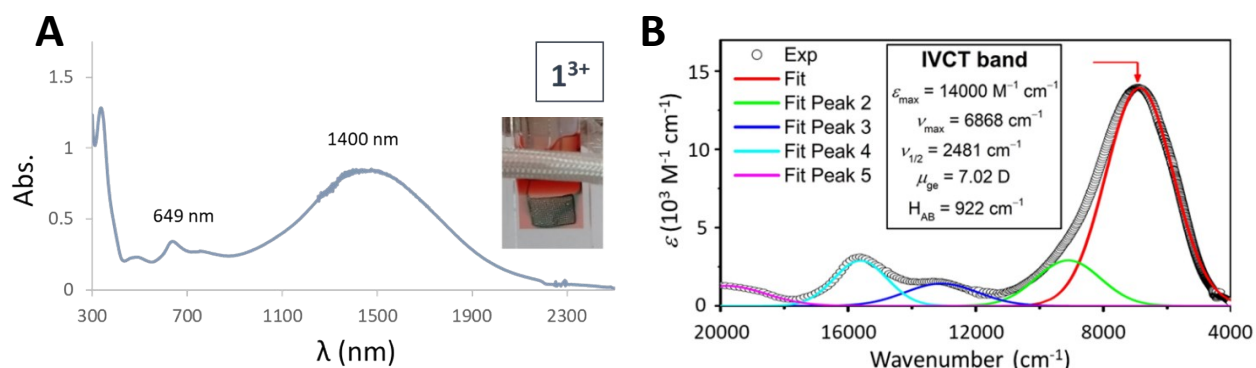 A
1³⁺
1400 nm
649 nm
Abs.
1.5
1
0.5
0
300
700
1100
1500
1900
2300
λ (nm)
B
Exp
Fit
Fit Peak 2
Fit Peak 3
Fit Peak 4
Fit Peak 5
IVCT band
εmax = 14000 M⁻¹ cm⁻¹
νmax = 6868 cm⁻¹
ν1/2 = 2481 cm⁻¹
μge = 7.02 D
HAB = 922 cm⁻¹
ε (10³ M⁻¹ cm⁻¹)
15
10
5
0
20000
16000
12000
8000
4000
Wavenumber (cm⁻¹)